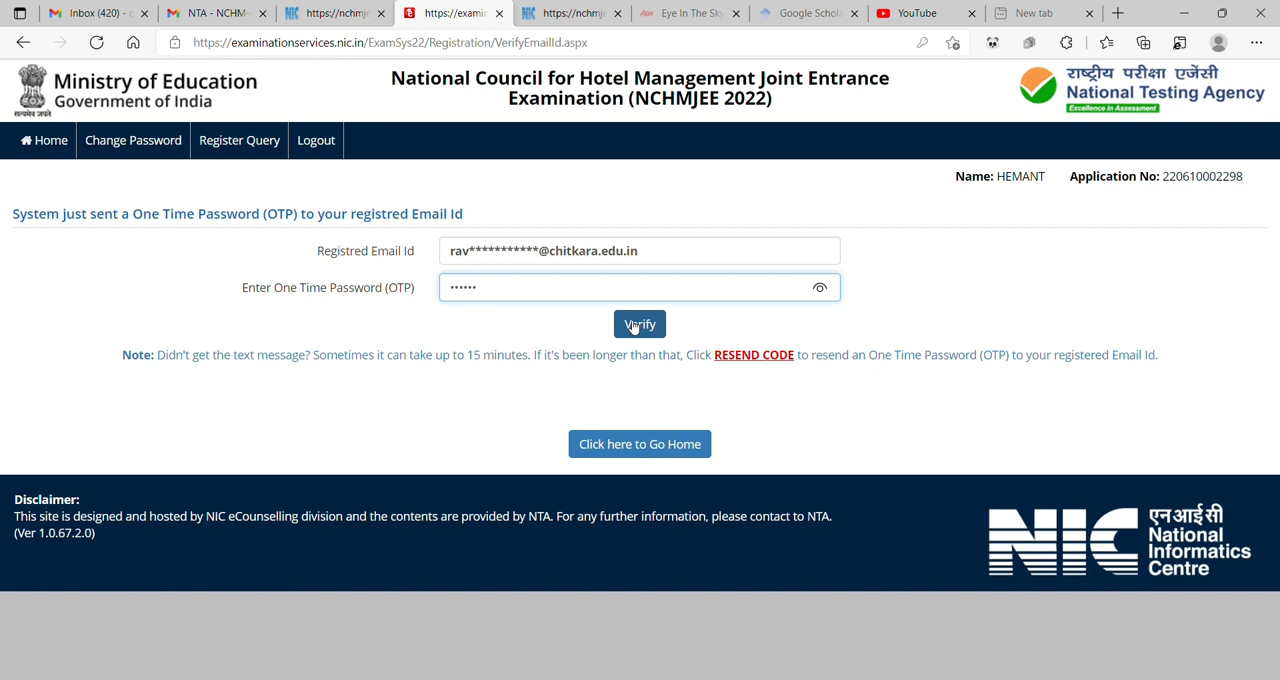 Inbox (420) - c
NTA - NCHM-
https://nchmje
https://examin
https://nchmje
Eye In The Sky
Google Schola
YouTube
New tab
https://examinationservices.nic.in/ExamSys22/Registration/VerifyEmailId.aspx
सत्यमेव जयते
Ministry of Education
Government of India
National Council for Hotel Management Joint Entrance
Examination (NCHMJEE 2022)
राष्ट्रीय परीक्षा एजेंसी
National Testing Agency
Excellence in Assessment
Home
Change Password
Register Query
Logout
Name: HEMANT
Application No: 220610002298
System just sent a One Time Password (OTP) to your registred Email Id
Registred Email Id
rav***********@chitkara.edu.in
Enter One Time Password (OTP)
••••••
Verify
Note: Didn't get the text message? Sometimes it can take up to 15 minutes. If it's been longer than that, Click RESEND CODE to resend an One Time Password (OTP) to your registered Email Id.
Click here to Go Home
Disclaimer:
This site is designed and hosted by NIC eCounselling division and the contents are provided by NTA. For any further information, please contact to NTA.
(Ver 1.0.67.2.0)
NIC
एनआईसी
National
Informatics
Centre